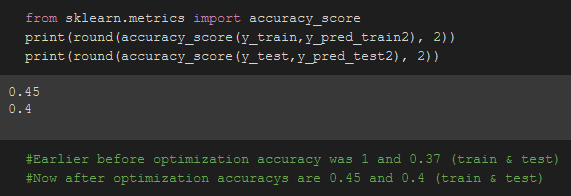 from sklearn.metrics import accuracy_score
print(round(accuracy_score(y_train,y_pred_train2), 2))
print(round(accuracy_score(y_test,y_pred_test2), 2))
0.45
0.4
#Earlier before optimization accuracy was 1 and 0.37 (train & test)
#Now after optimization accuracys are 0.45 and 0.4 (train & test)